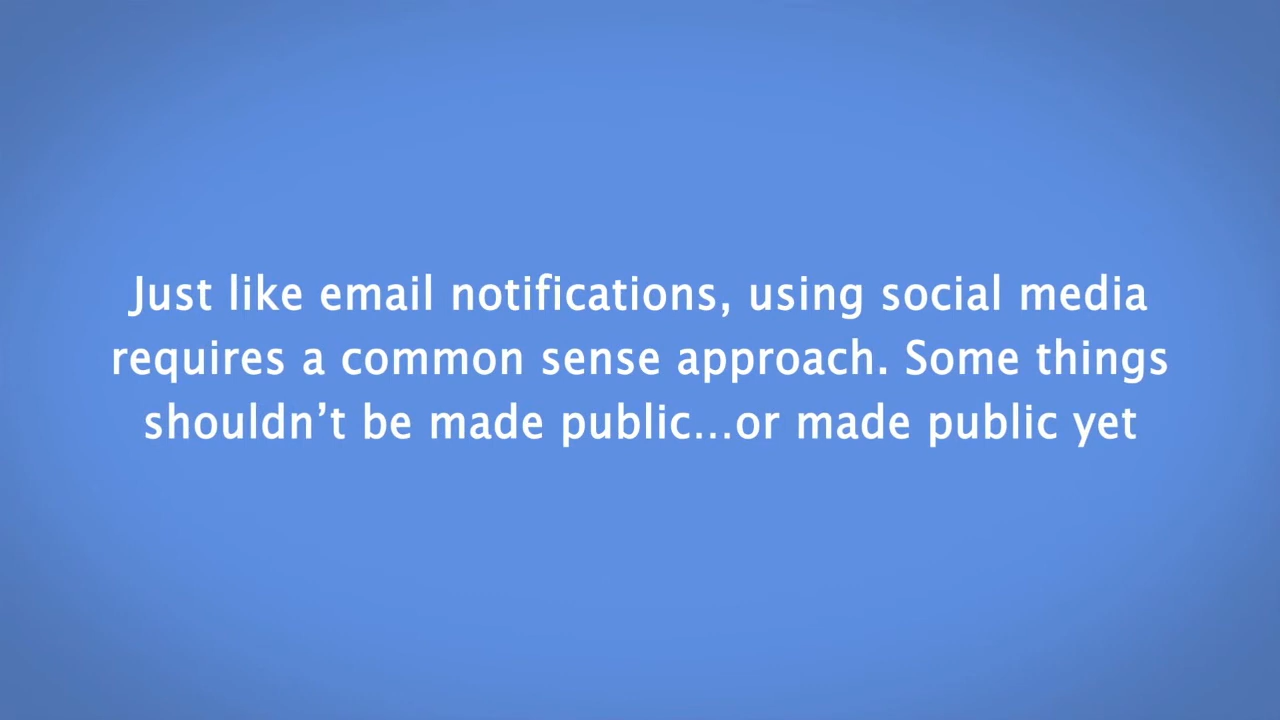 Just like email notifications, using social media
requires a common sense approach. Some things
shouldn’t be made public...or made public yet